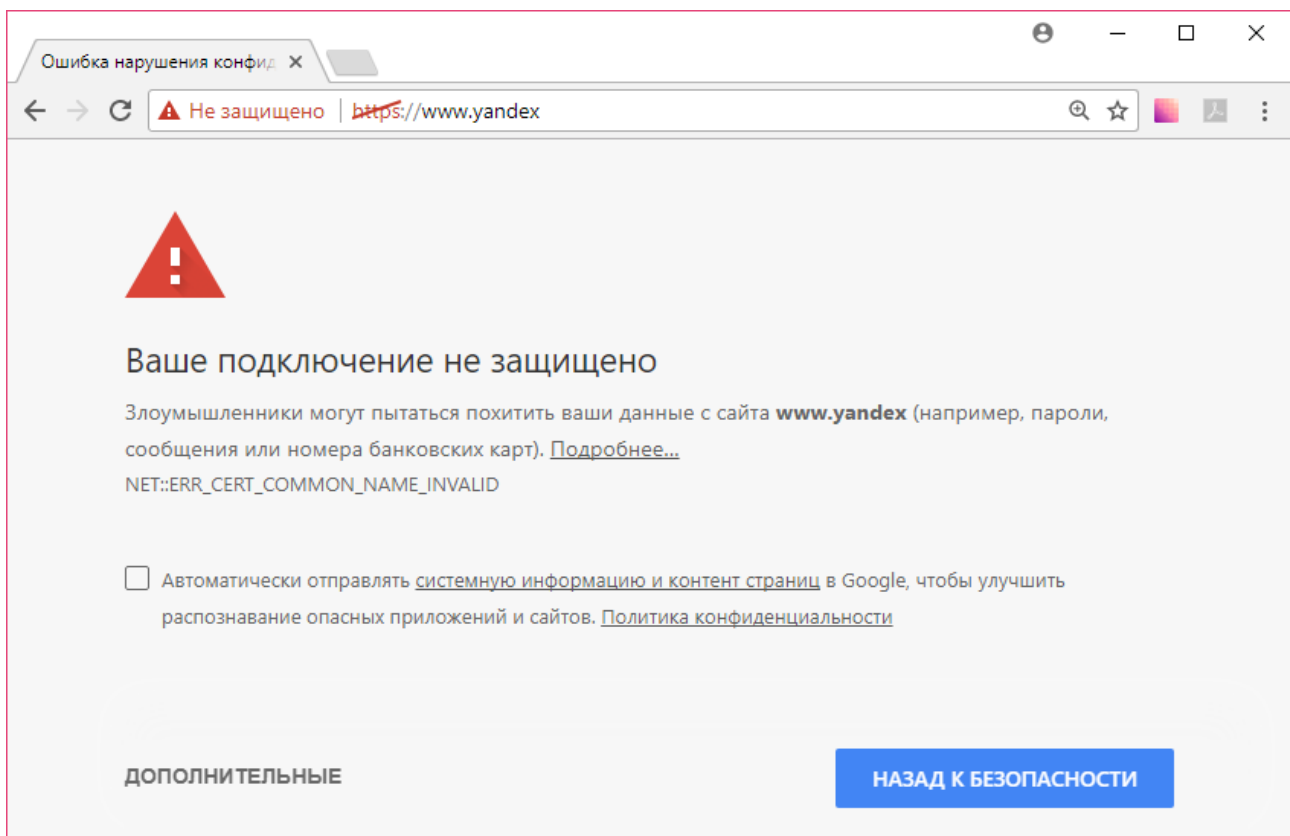 Ошибка нарушения конфид
Не защищено https://www.yandex
Ваше подключение не защищено
Злоумышленники могут пытаться похитить ваши данные с сайта www.yandex (например, пароли,
сообщения или номера банковских карт). Подробнее...
NET::ERR_CERT_COMMON_NAME_INVALID
Автоматически отправлять системную информацию и контент страниц в Google, чтобы улучшить
распознавание опасных приложений и сайтов. Политика конфиденциальности
ДОПОЛНИТЕЛЬНЫЕ НАЗАД К БЕЗОПАСНОСТИ